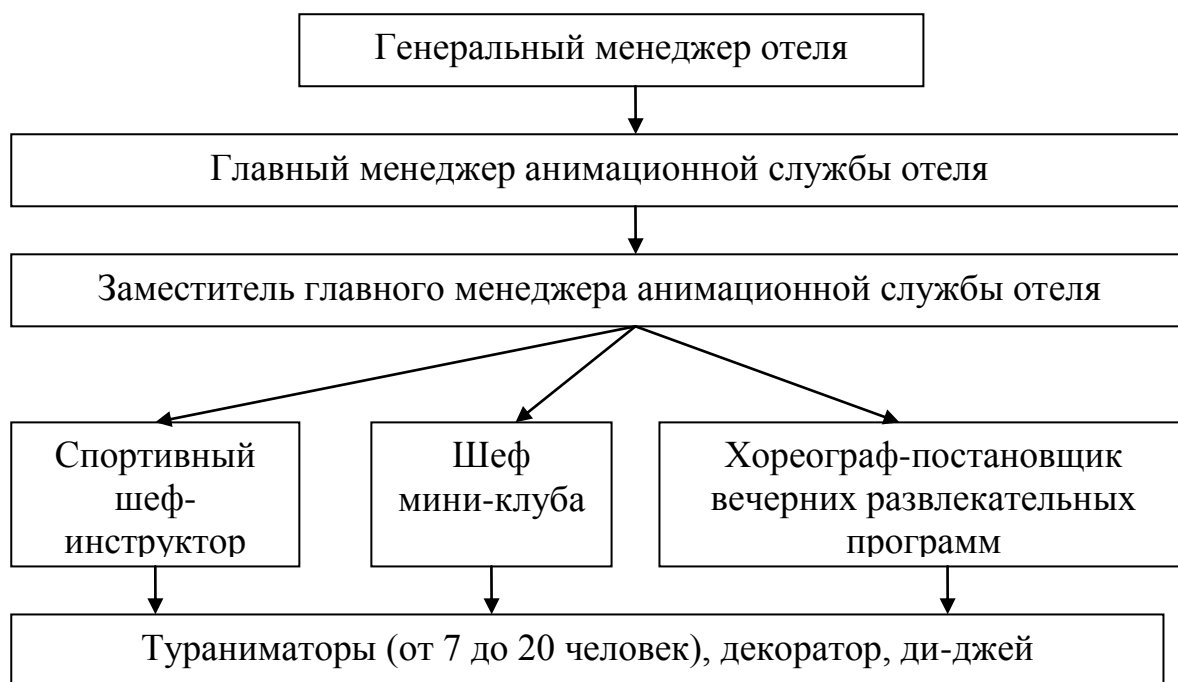 Генеральный менеджер отеля
Главный менеджер анимационной службы отеля
Заместитель главного менеджера анимационной службы отеля
Спортивный
шеф-
инструктор
Шеф
мини-клуба
Хореограф-постановщик
вечерних развлекательных
программ
Тураниматоры (от 7 до 20 человек), декоратор, ди-джей